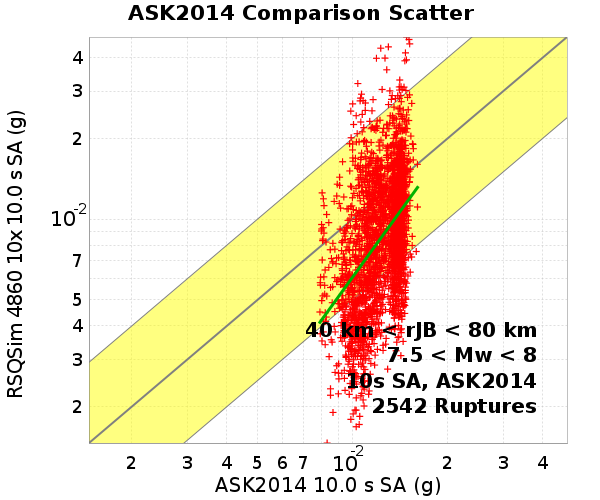 ASK2014 Comparison Scatter
RSQSim 4860 10x 10.0 s SA (g)
4
3
2
10-2
7
5
4
3
2
40 km < rJB < 80 km
7.5 < Mw < 8
10s SA, ASK2014
2542 Ruptures
2 3 4 5 6 7 10-2 2 3 4
ASK2014 10.0 s SA (g)